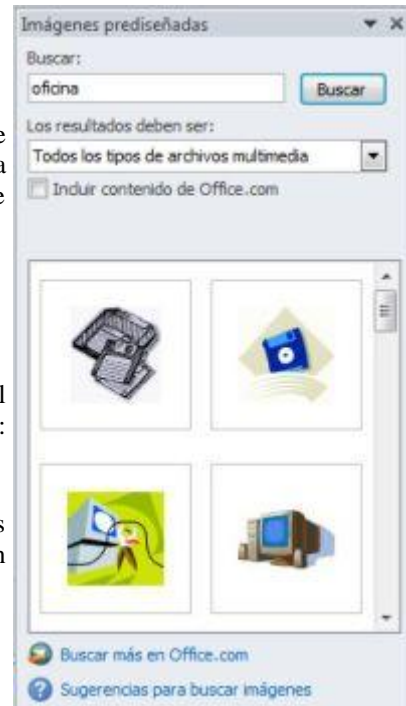 Imágenes prediseñadas
Buscar:
oficina
Buscar
Los resultados deben ser:
e
Todos los tipos de archivos multimedia
a
Incluir contenido de Office.com
e
l
:
s
n
Buscar más en Office.com
Sugerencias para buscar imágenes